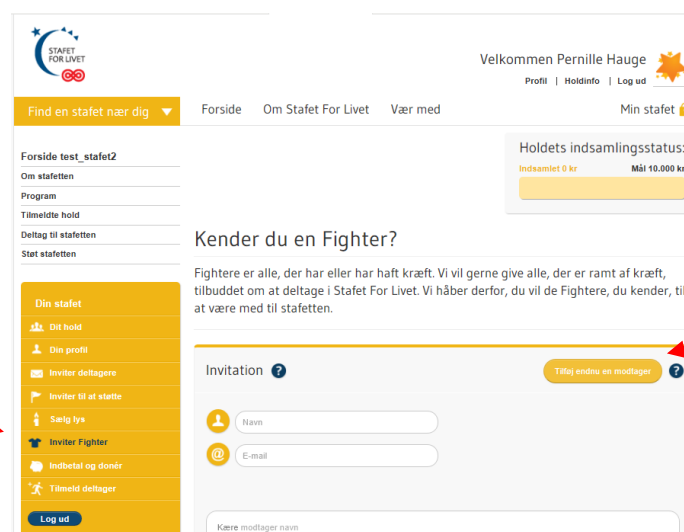 STAFET
FOR LIVET
Velkommen Pernille Hauge
Profil | Holdinfo | Log ud
Find en stafet nær dig
Forside Om Stafet For Livet Vær med
Min stafet
Forside test_stafet2
Om stafetten
Program
Tilmeldte hold
Deltag til stafetten
Støt stafetten
Holdets indsamlingsstatus:
Indsamlet 0 kr Mål 10.000 kr
Kender du en Fighter?
Fightere er alle, der har eller har haft kræft. Vi vil gerne give alle, der er ramt af kræft,
tilbuddet om at deltage i Stafet For Livet. Vi håber derfor, du vil de Fightere, du kender, til
at være med til stafetten.
Din stafet
Dit hold
Din profil
Inviter deltagere
Inviter til at støtte
Sælg lys
Inviter Fighter
Indbetal og donér
Tilmeld deltager
Log ud
Invitation ?
Tilføj endnu en modtager ?
Navn
@ E-mail
Kære modtager navn